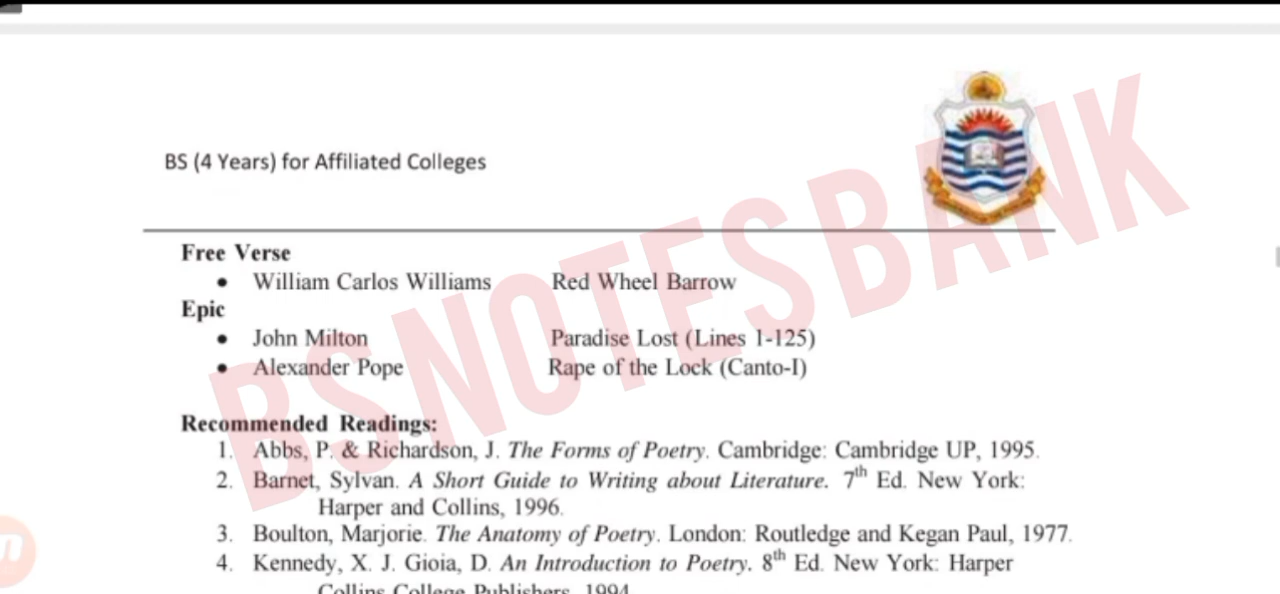 BS (4 Years) for Affiliated Colleges
Free Verse
• William Carlos Williams Red Wheel Barrow
Epic
• John Milton Paradise Lost (Lines 1-125)
• Alexander Pope Rape of the Lock (Canto-I)
Recommended Readings:
1. Abbs, P. & Richardson, J. The Forms of Poetry. Cambridge: Cambridge UP, 1995.
2. Barnet, Sylvan. A Short Guide to Writing about Literature. 7th Ed. New York:
Harper and Collins, 1996.
3. Boulton, Marjorie. The Anatomy of Poetry. London: Routledge and Kegan Paul, 1977.
4. Kennedy, X. J. Gioia, D. An Introduction to Poetry. 8th Ed. New York: Harper
Collins College Publishers, 1994
BSNOTESBANK